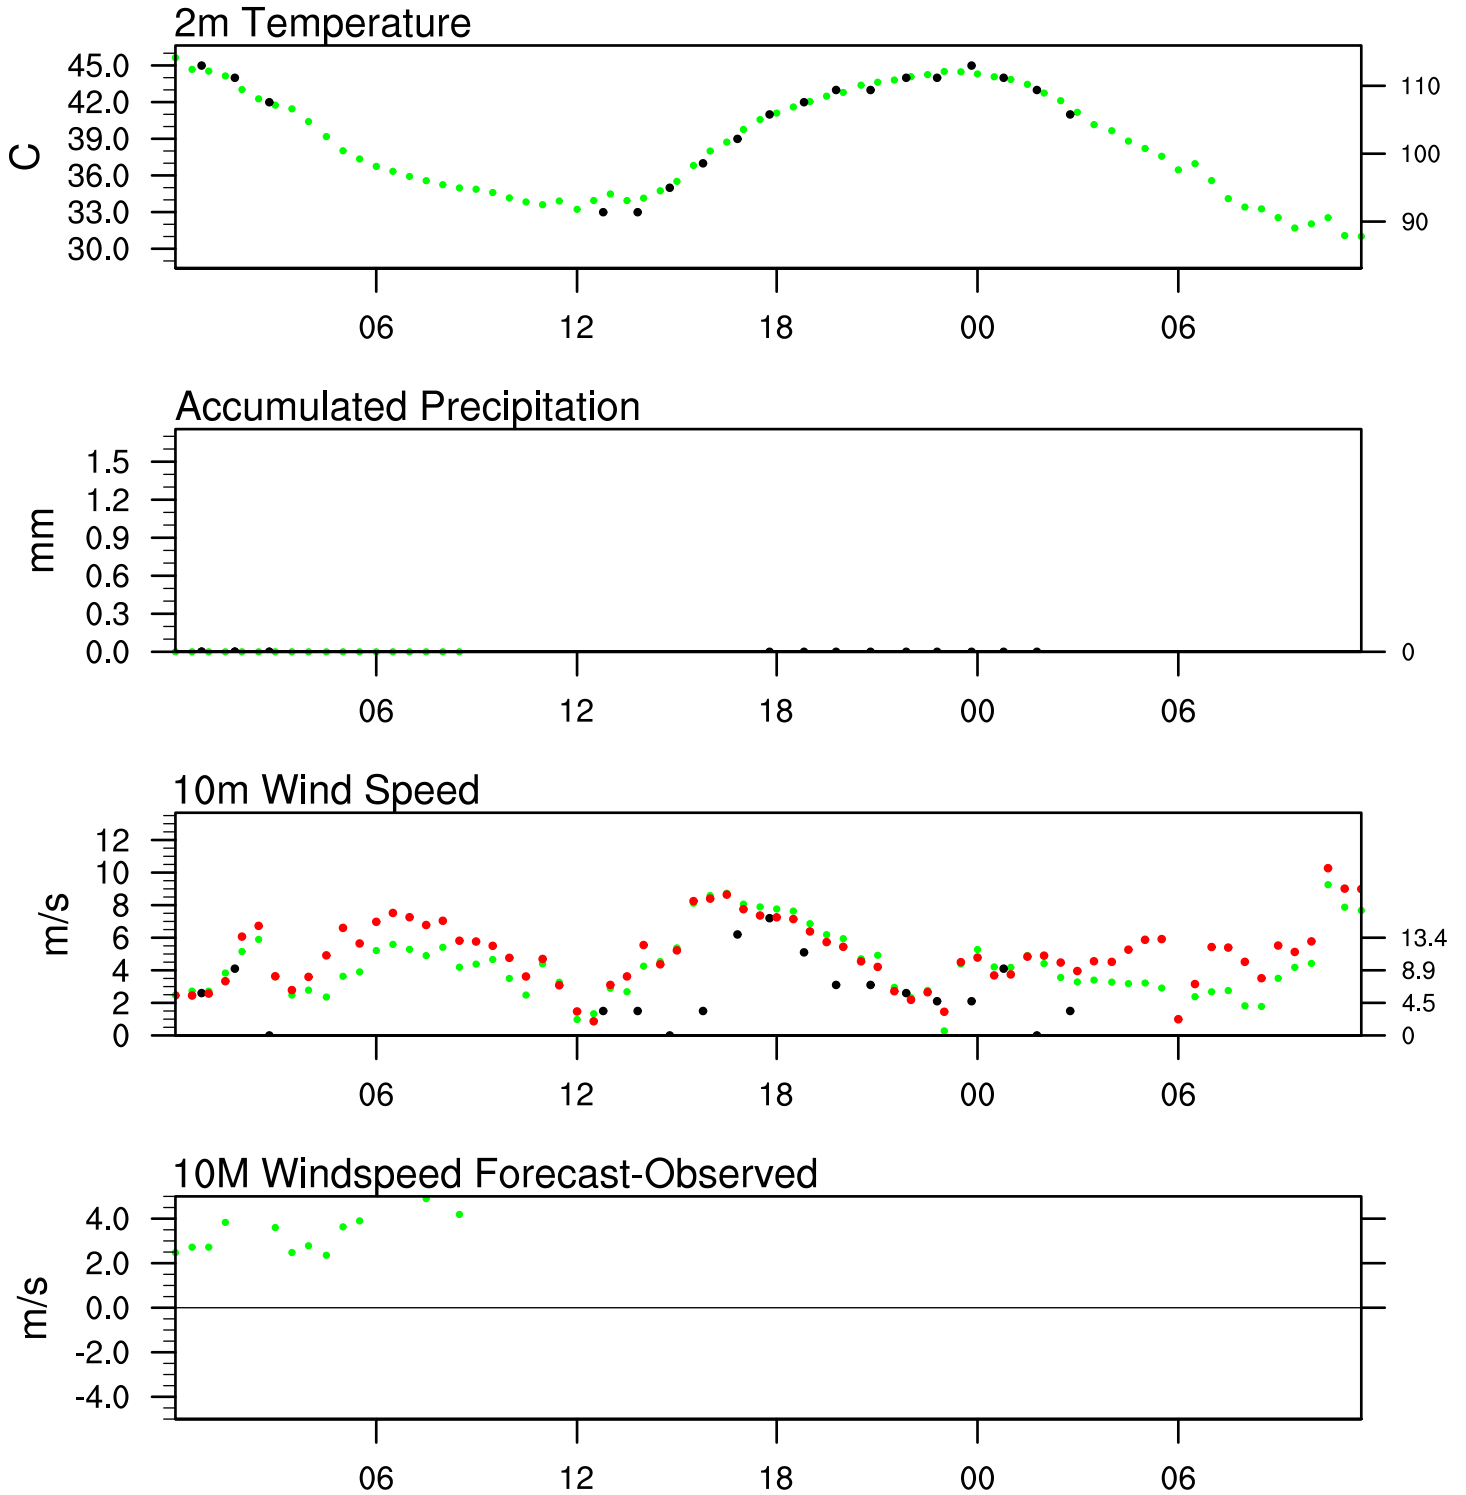 2m Temperature
45.0
42.0
39.0
36.0
33.0
30.0
C
110
100
90
06 12 18 00 06
Accumulated Precipitation
1.5
1.2
0.9
0.6
0.3
0.0
mm
0
06 12 18 00 06
10m Wind Speed
12
10
8
6
4
2
0
m/s
13.4
8.9
4.5
0
06 12 18 00 06
10M Windspeed Forecast-Observed
4.0
2.0
0.0
-2.0
-4.0
m/s
06 12 18 00 06